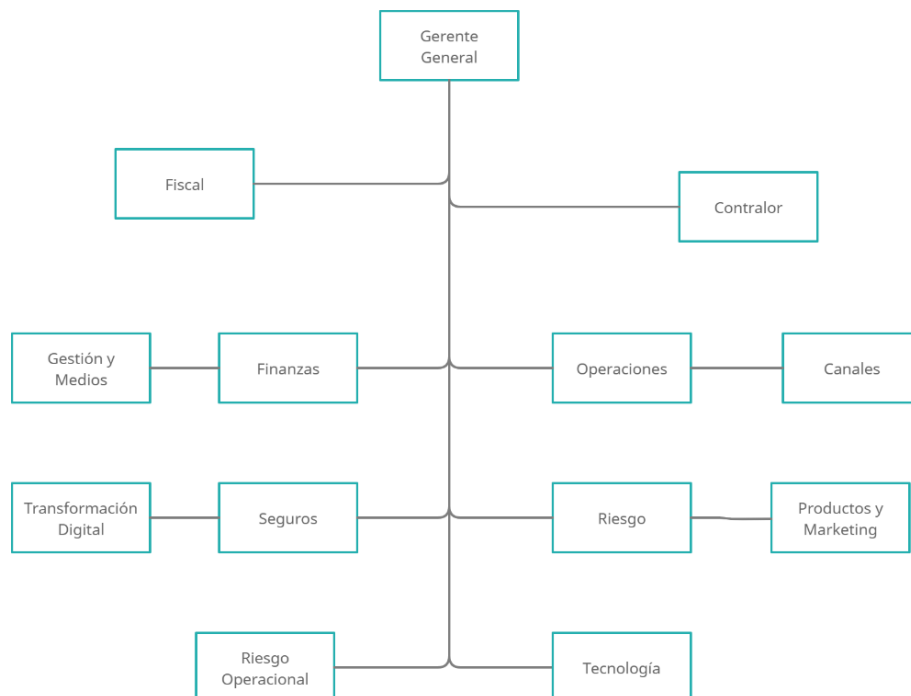 Gerente
General
Fiscal
Contralor
Gestión y
Medios
Finanzas
Operaciones
Canales
Transformación
Digital
Seguros
Riesgo
Productos y
Marketing
Riesgo
Operacional
Tecnología